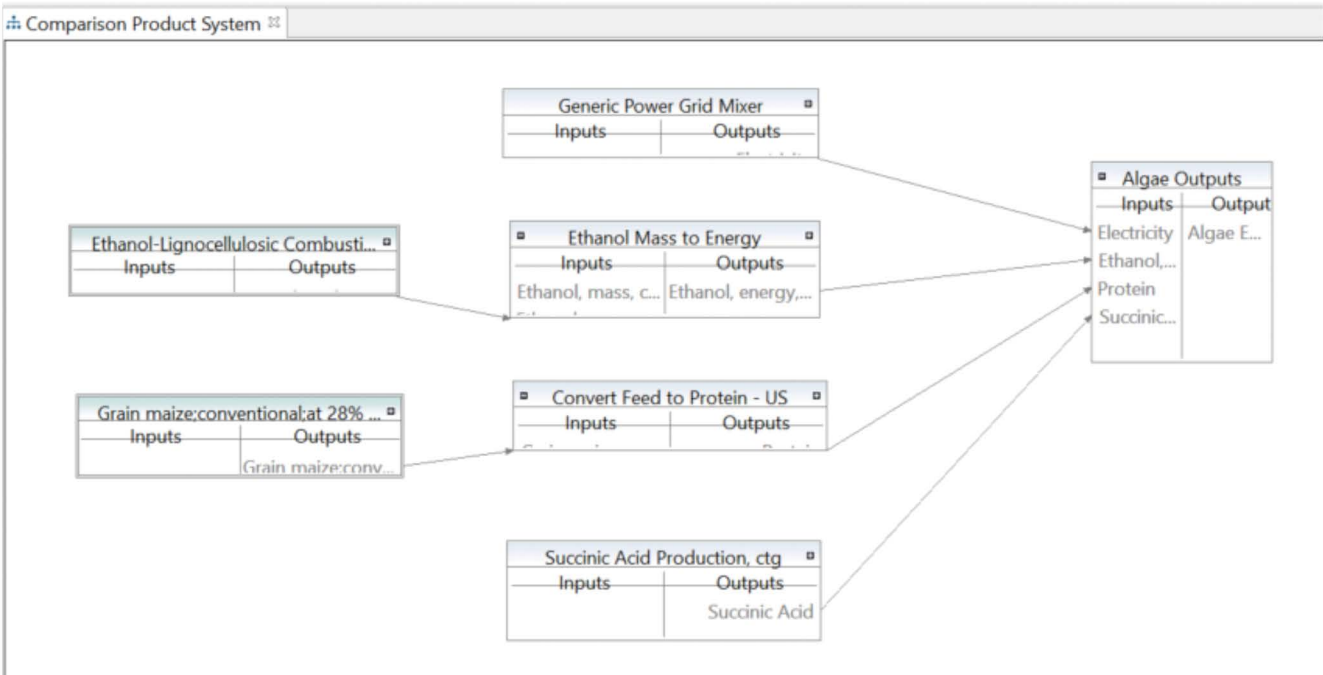 Comparison Product System
Generic Power Grid Mixer
Inputs Outputs
Algae Outputs
Inputs Output
Electricity Algae E...
Ethanol,...
Protein
Succinic...
Ethanol-Lignocellulosic Combusti...
Inputs Outputs
Ethanol Mass to Energy
Inputs Outputs
Ethanol, mass, c... Ethanol, energy,...
Grain maize;conventional;at 28% ...
Inputs Outputs
Grain maize;conv...
Convert Feed to Protein - US
Inputs Outputs
Succinic Acid Production, ctg
Inputs Outputs
Succinic Acid